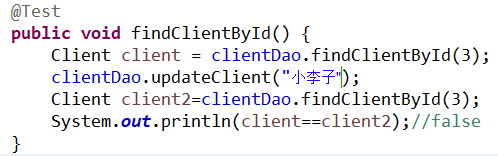 @Test
public void findClientById() {
Client client = clientDao.findClientById(3);
clientDao.updateClient("小李子");
Client client2=clientDao.findClientById(3);
System.out.println(client==client2);//false
}